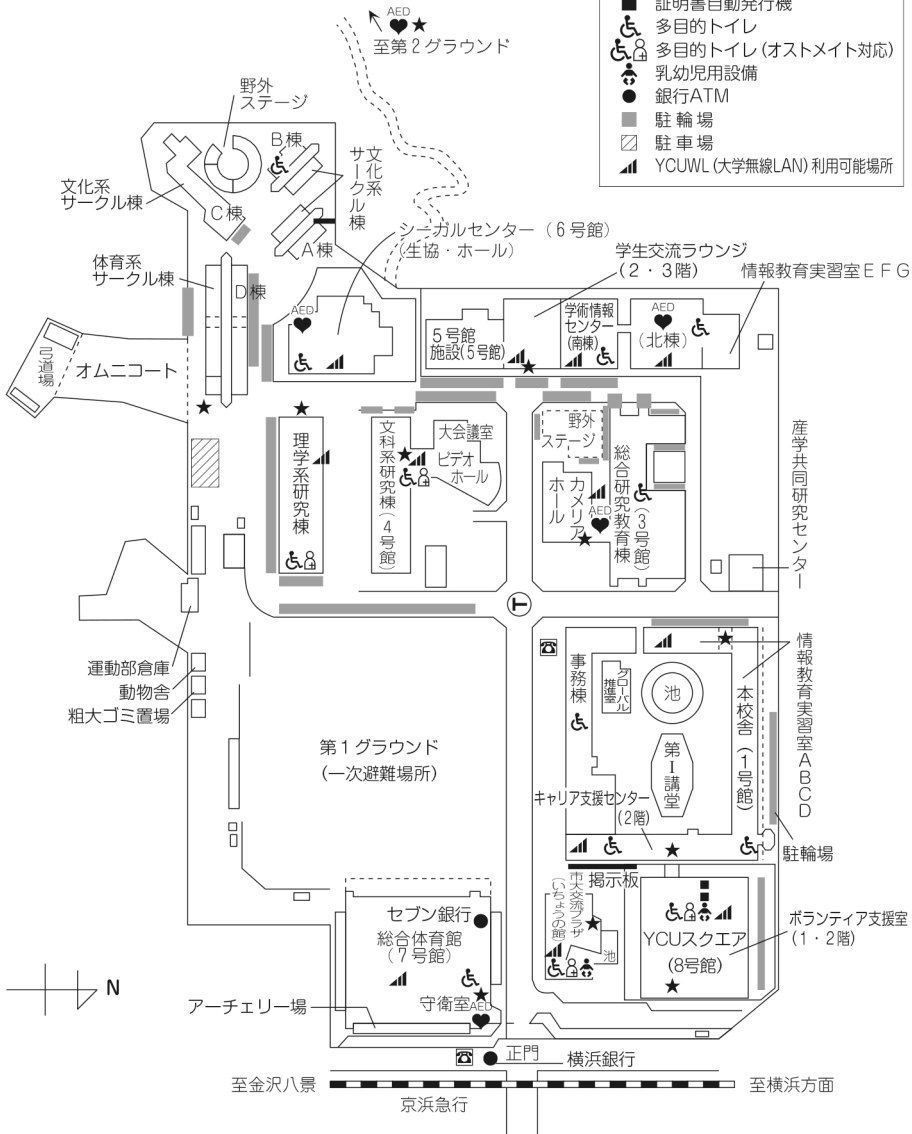 証明書自動発行機
多目的トイレ
多目的トイレ(オストメイト対応)
乳幼児用設備
銀行ATM
駐輪場
駐車場
YCUWL(大学無線LAN)利用可能場所
AED
至第2グラウンド
野外
ステージ
B棟
文化系
サークル棟
文化系
サークル棟
C棟
A棟
シーガルセンター(6号館)
(生協・ホール)
学生交流ラウンジ
(2・3階)
情報教育実習室EFG
体育系
サークル棟
D棟
AED
5号館
施設(5号館)
学術情報
センター
(南棟)
AED
(北棟)
弓道場
オムニコート
理学系研究棟
文科系研究棟(4号館)
大会議室
ビデオ
ホール
野外
ステージ
カメリア
ホール
AED
総合研究教育棟
(3号館)
産学共同研究センター
T
運動部倉庫
動物舎
粗大ゴミ置場
第1グラウンド
(一次避難場所)
事務棟
グローバル
推進室
池
第I講堂
本校舎(1号館)
情報教育実習室ABCD
キャリア支援センター
(2階)
駐輪場
掲示板
市大交流プラザ
(いちょうの館)
池
YCUスクエア
(8号館)
ボランティア支援室
(1・2階)
セブン銀行
総合体育館
(7号館)
守衛室
AED
アーチェリー場
N
正門
横浜銀行
至金沢八景
京浜急行
至横浜方面